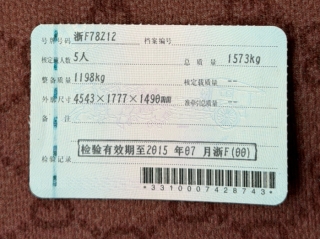 号牌号码 浙F78Z12 档案编号
核定载人数 5人 总质量 1573kg
整备质量 1198kg 核定载质量 --
外廓尺寸 4543×1777×1490mm 准牵引总质量 --
备注
检验记录 检验有效期至2015年07月浙F(00)
*3310007428743*